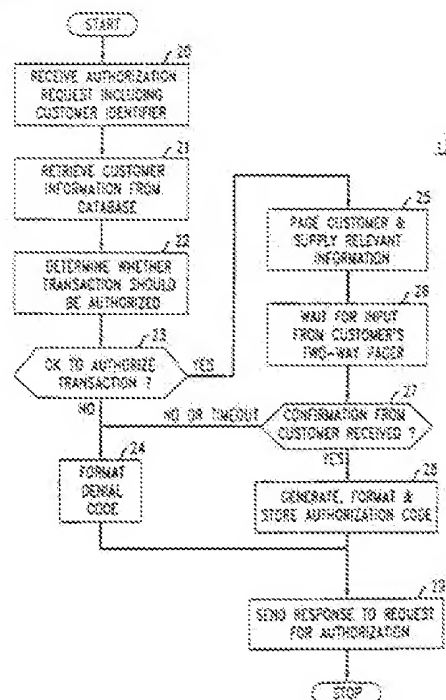 START
20
RECEIVE AUTHORIZATION
REQUEST INCLUDING
CUSTOMER IDENTIFIER
21
RETRIEVE CUSTOMER
INFORMATION FROM
DATABASE
22
DETERMINE WHETHER
TRANSACTION SHOULD
BE AUTHORIZED
23
OK TO AUTHORIZE
TRANSACTION ?
YES
NO
24
FORMAT
DENIAL
CODE
25
PAGE CUSTOMER &
SUPPLY RELEVANT
INFORMATION
26
WAIT FOR INPUT
FROM CUSTOMER'S
TWO-WAY PAGER
27
CONFIRMATION FROM
CUSTOMER RECEIVED ?
NO OR TIMEOUT
YES
28
GENERATE, FORMAT &
STORE AUTHORIZATION CODE
29
SEND RESPONSE TO REQUEST
FOR AUTHORIZATION
STOP